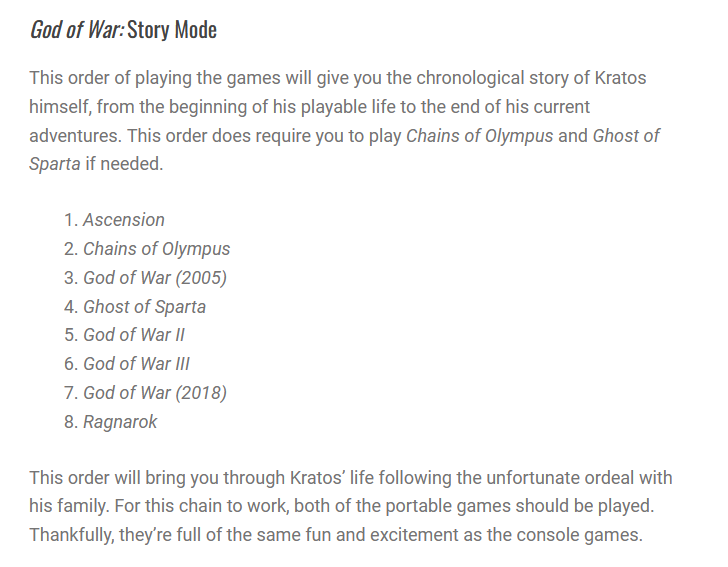 God of War: Story Mode
This order of playing the games will give you the chronological story of Kratos
himself, from the beginning of his playable life to the end of his current
adventures. This order does require you to play Chains of Olympus and Ghost of
Sparta if needed.
1. Ascension
2. Chains of Olympus
3. God of War (2005)
4. Ghost of Sparta
5. God of War II
6. God of War III
7. God of War (2018)
8. Ragnarok
This order will bring you through Kratos’ life following the unfortunate ordeal with
his family. For this chain to work, both of the portable games should be played.
Thankfully, they’re full of the same fun and excitement as the console games.